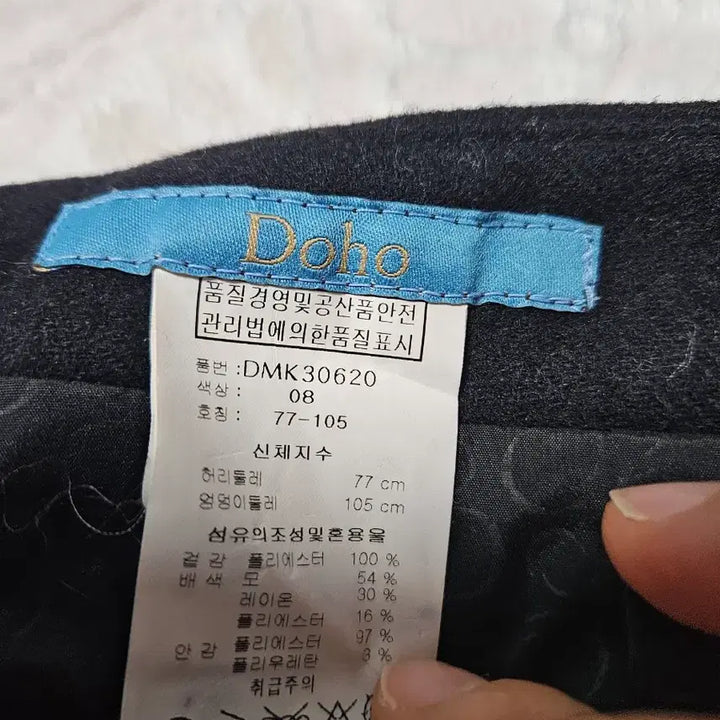 Doho
품질경영및공산품안전
관리법에의한품질표시
품번 : DMK30620
색상 : 08
호칭 : 77-105
신체지수
허리둘레 77 cm
엉덩이둘레 105 cm
섬유의조성및혼용율
겉감 폴리에스터 100 %
배색 모 54 %
레이온 30 %
폴리에스터 16 %
안감 폴리에스터 97 %
폴리우레탄 3 %
취급주의